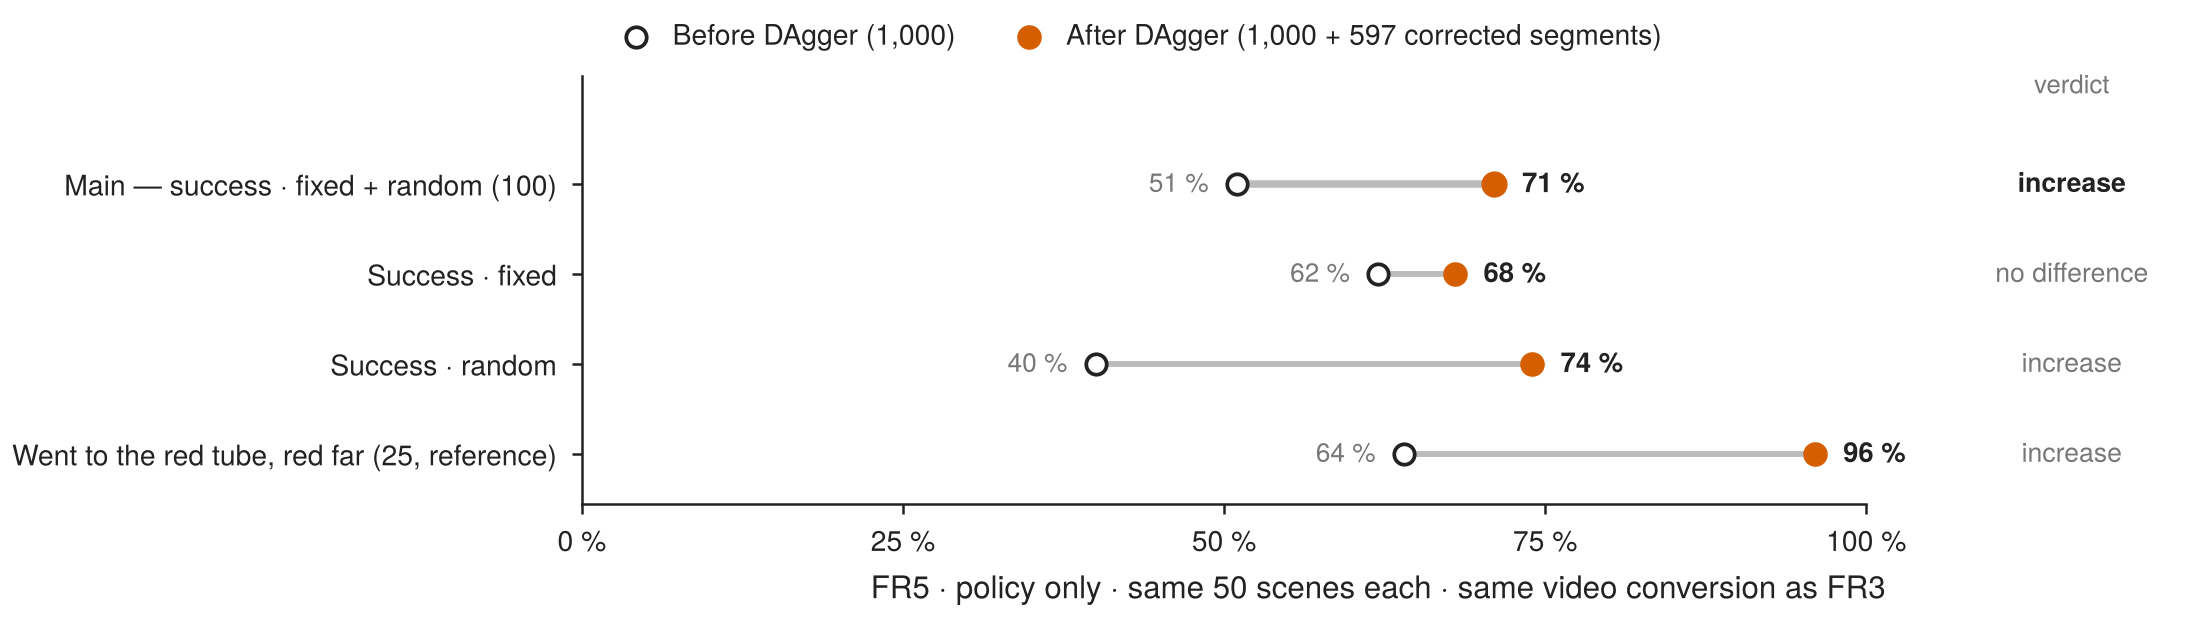 Before DAgger (1,000)
After DAgger (1,000 + 597 corrected segments)
verdict
Main — success · fixed + random (100)
51 %
71 %
increase
Success · fixed
62 %
68 %
no difference
Success · random
40 %
74 %
increase
Went to the red tube, red far (25, reference)
64 %
96 %
increase
0 %
25 %
50 %
75 %
100 %
FR5 · policy only · same 50 scenes each · same video conversion as FR3